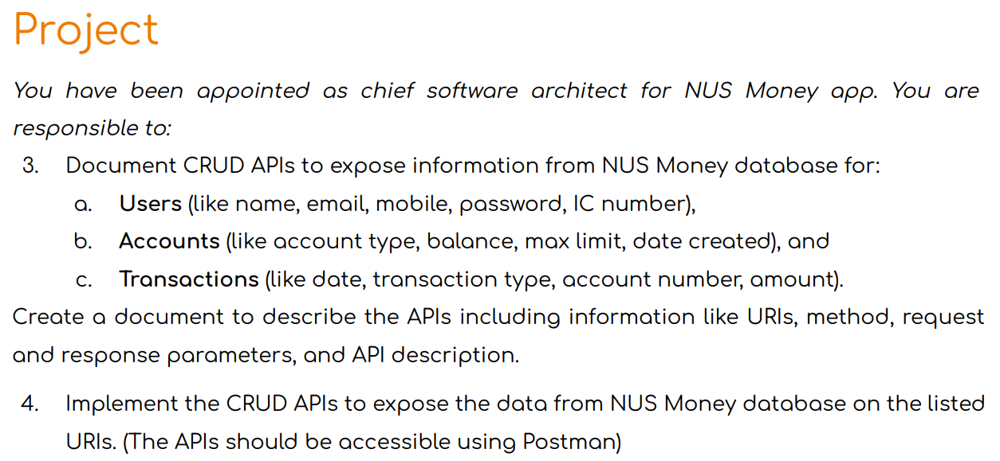 Project
You have been appointed as chief software architect for NUS Money app. You are
responsible to:
3. Document CRUD APIs to expose information from NUS Money database for:
a. Users (like name, email, mobile, password, IC number),
b. Accounts (like account type, balance, max limit, date created), and
c. Transactions (like date, transaction type, account number, amount).
Create a document to describe the APIs including information like URIs, method, request
and response parameters, and API description.
4. Implement the CRUD APIs to expose the data from NUS Money database on the listed
URIs. (The APIs should be accessible using Postman)